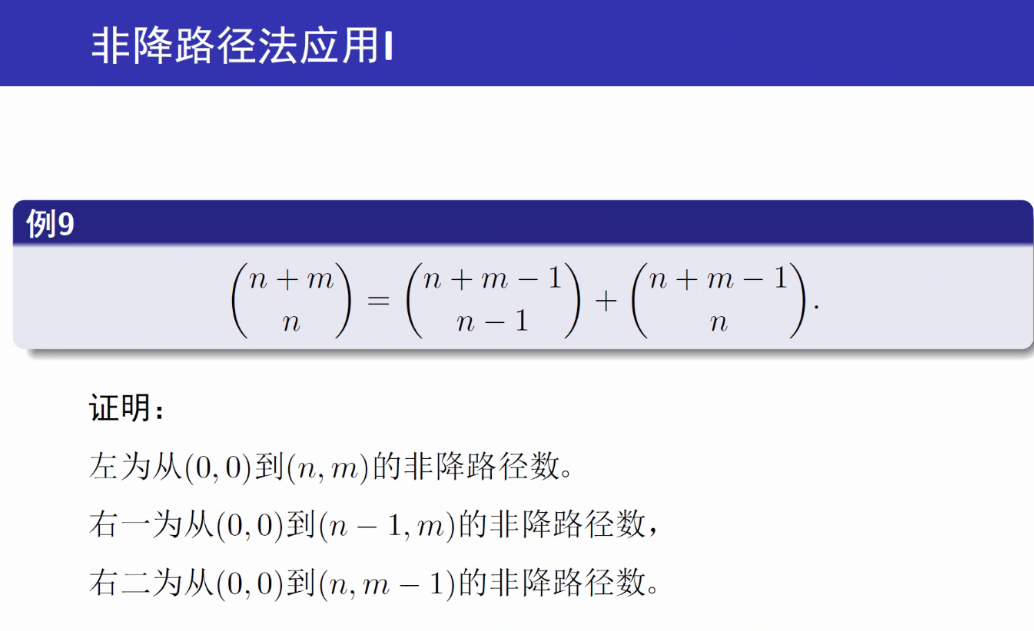 非降路径法应用I
例9
$\binom{n+m}{n} = \binom{n+m-1}{n-1} + \binom{n+m-1}{n}.$
证明：
左为从(0, 0)到(n, m)的非降路径数。
右一为从(0, 0)到(n − 1, m)的非降路径数，
右二为从(0, 0)到(n, m − 1)的非降路径数。